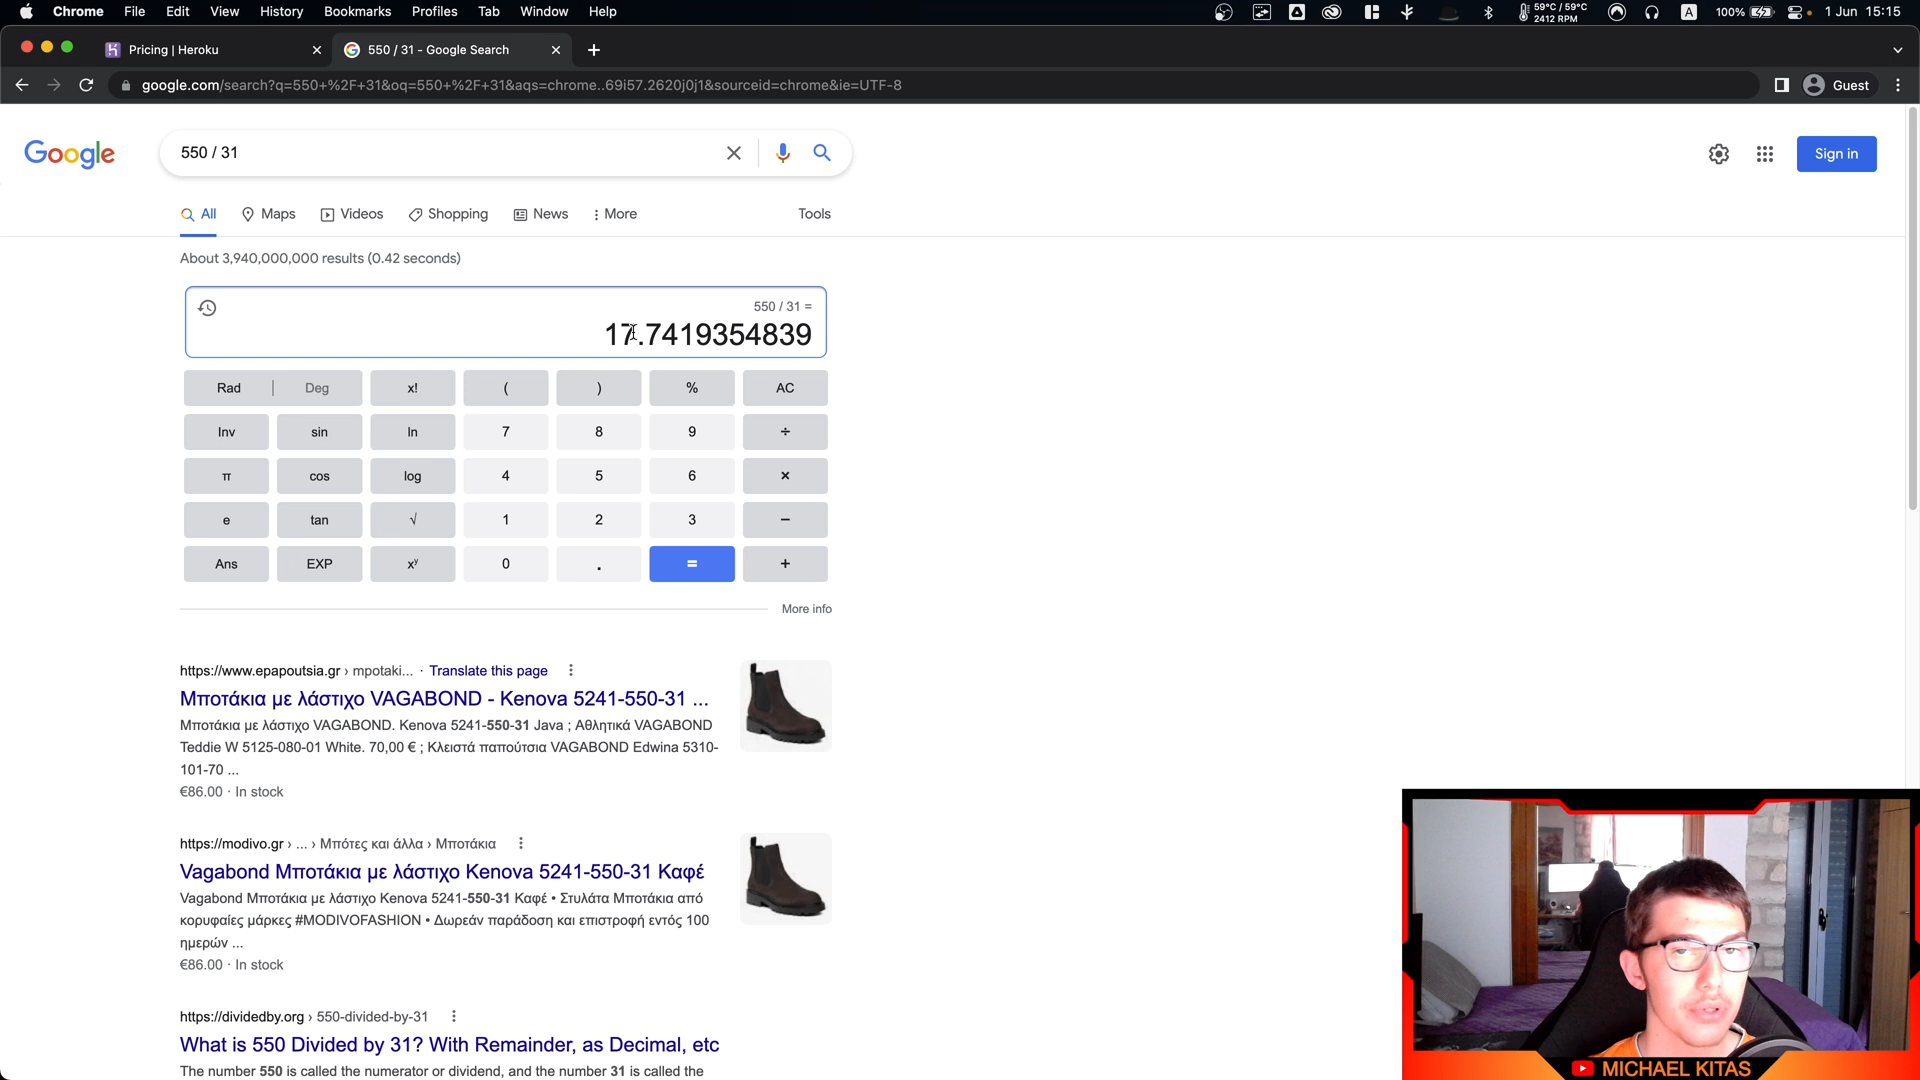 Chrome File Edit View History Bookmarks Profiles Tab Window Help
59°C / 59°C
2412 RPM
A 100% 1 Jun 15:15
Pricing | Heroku
550 / 31 - Google Search
google.com/search?q=550+%2F+31&oq=550+%2F+31&aqs=chrome..69i57.2620j0j1&sourceid=chrome&ie=UTF-8
Guest
Google
550 / 31
Sign in
All Maps Videos Shopping News More Tools
About 3,940,000,000 results (0.42 seconds)
550 / 31 =
17.7419354839
Rad | Deg x! ( ) % AC
Inv sin ln 7 8 9 ÷
π cos log 4 5 6 ×
e tan √ 1 2 3 −
Ans EXP xʸ 0 . = +
More info
https://www.epapoutsia.gr › mpotaki... · Translate this page
Μποτάκια με λάστιχο VAGABOND - Kenova 5241-550-31 ...
Μποτάκια με λάστιχο VAGABOND. Kenova 5241-550-31 Java ; Αθλητικά VAGABOND
Teddie W 5125-080-01 White. 70,00 € ; Κλειστά παπούτσια VAGABOND Edwina 5310-
101-70 ...
€86.00 · In stock
https://modivo.gr › ... › Μπότες και άλλα › Μποτάκια
Vagabond Μποτάκια με λάστιχο Kenova 5241-550-31 Καφέ
Vagabond Μποτάκια με λάστιχο Kenova 5241-550-31 Καφέ • Στυλάτα Μποτάκια από
κορυφαίες μάρκες #MODIVOFASHION • Δωρεάν παράδοση και επιστροφή εντός 100
ημερών ...
€86.00 · In stock
https://dividedby.org › 550-divided-by-31
What is 550 Divided by 31? With Remainder, as Decimal, etc
The number 550 is called the numerator or dividend, and the number 31 is called the
MICHAEL KITAS